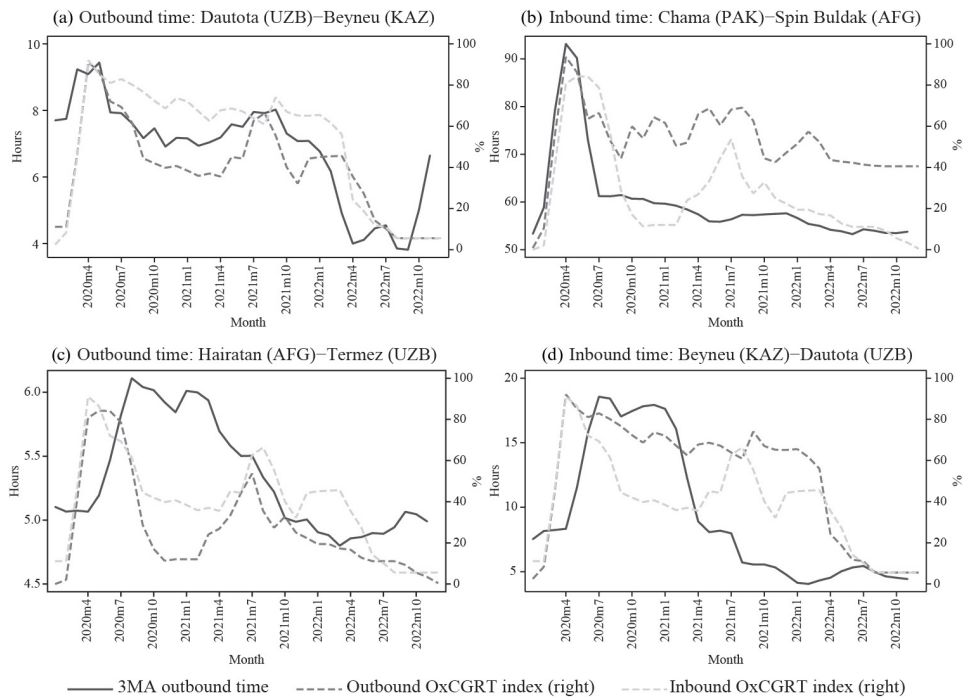 (a) Outbound time: Dautota (UZB)−Beyneu (KAZ)
10
8
6
4
Hours
100
80
60
40
20
0
%
2020m4
2020m7
2020m10
2021m1
2021m4
2021m7
2021m10
2022m1
2022m4
2022m7
2022m10
Month
(b) Inbound time: Chama (PAK)−Spin Buldak (AFG)
90
80
70
60
50
Hours
100
80
60
40
20
0
%
2020m4
2020m7
2020m10
2021m1
2021m4
2021m7
2021m10
2022m1
2022m4
2022m7
2022m10
Month
(c) Outbound time: Hairatan (AFG)−Termez (UZB)
6.0
5.5
5.0
4.5
Hours
100
80
60
40
20
0
%
2020m4
2020m7
2020m10
2021m1
2021m4
2021m7
2021m10
2022m1
2022m4
2022m7
2022m10
Month
(d) Inbound time: Beyneu (KAZ)−Dautota (UZB)
20
15
10
5
Hours
100
80
60
40
20
0
%
2020m4
2020m7
2020m10
2021m1
2021m4
2021m7
2021m10
2022m1
2022m4
2022m7
2022m10
Month
3MA outbound time
Outbound OxCGRT index (right)
Inbound OxCGRT index (right)